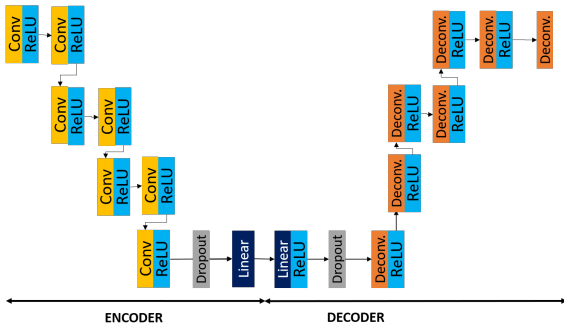 Conv ReLU
Conv ReLU
Conv ReLU
Conv ReLU
Conv ReLU
Conv ReLU
Conv ReLU
Dropout
Linear
Linear ReLU
Dropout
Deconv. ReLU
Deconv. ReLU
Deconv. ReLU
Deconv. ReLU
Deconv. ReLU
Deconv. ReLU
Deconv.
ENCODER
DECODER